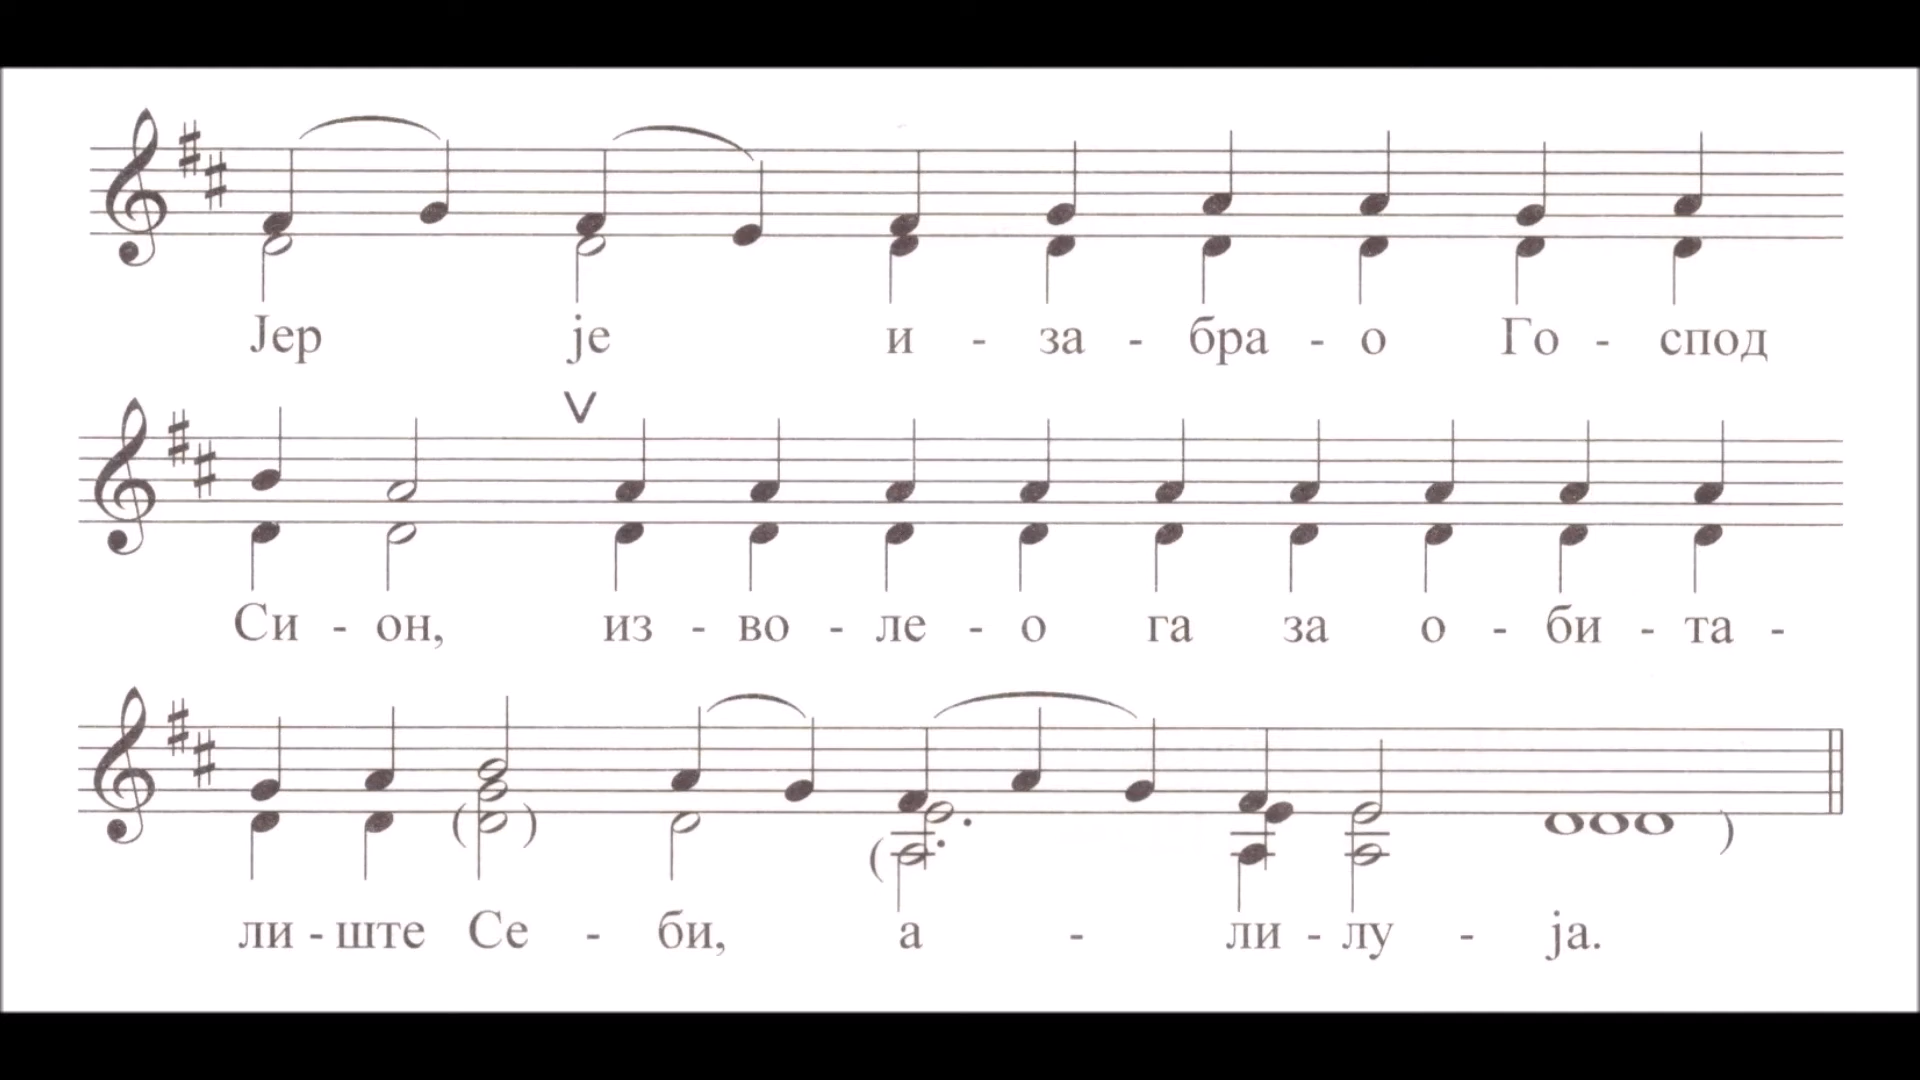 Јер је и - за - бра - о Го - спод
Си - он, из - во - ле - о га за о - би - та -
ли - ште Се - би, а - ли - лу - ја.